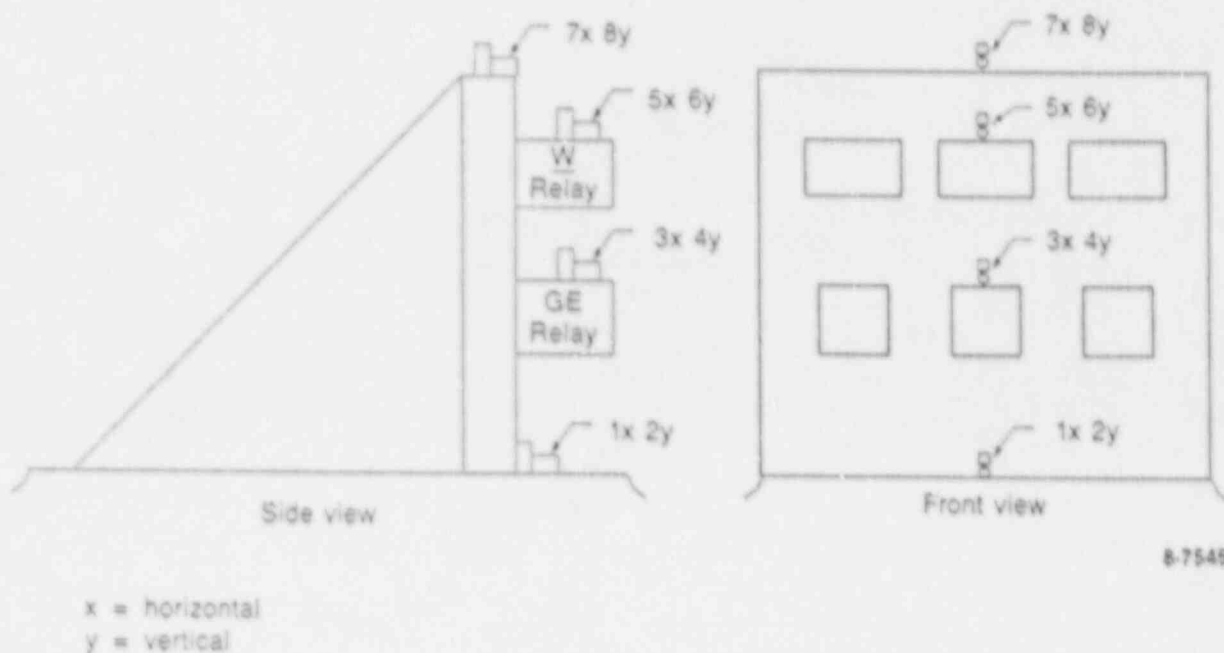 7x 8y
5x 6y
W
Relay
3x 4y
GE
Relay
1x 2y
Side view
7x 8y
5x 6y
3x 4y
1x 2y
Front view
8-7545
x = horizontal
y = vertical